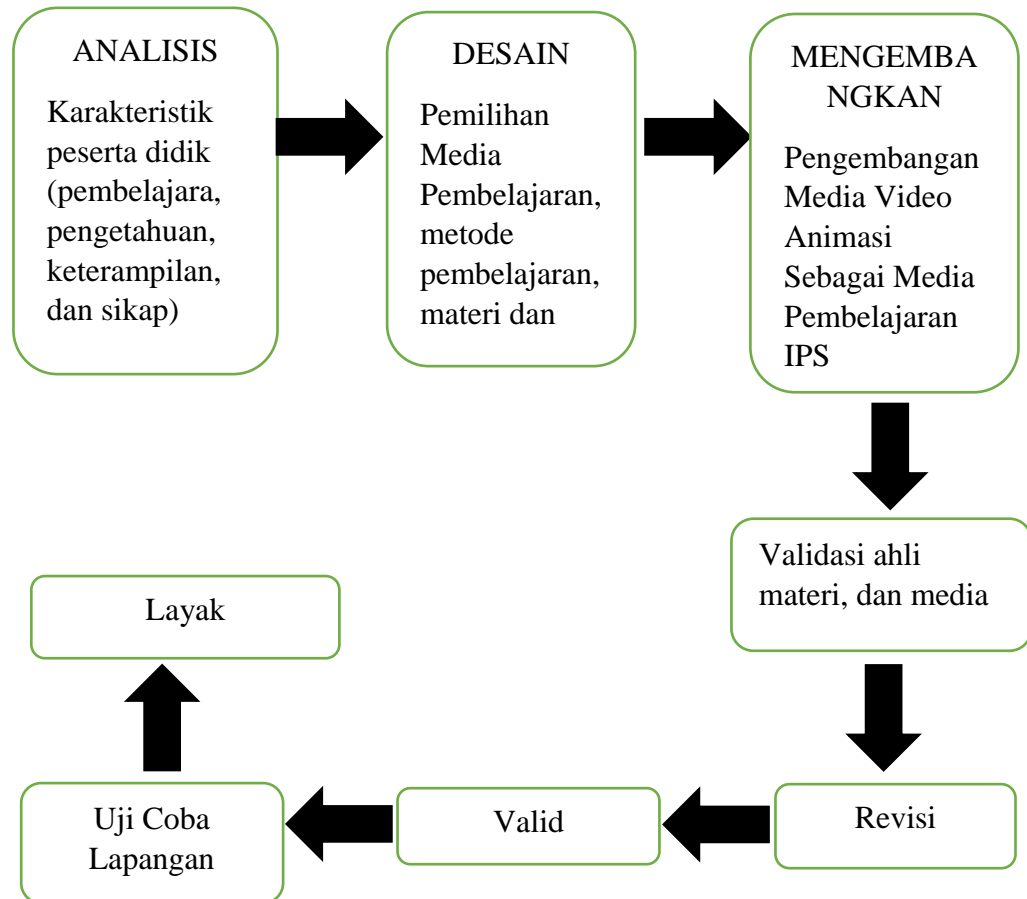 ANALISIS
Karakteristik
peserta didik
(pembelajara,
pengetahuan,
keterampilan,
dan sikap)
DESAIN
Pemilihan
Media
Pembelajaran,
metode
pembelajaran,
materi dan
MENGEMBA
NGKAN
Pengembangan
Media Video
Animasi
Sebagai Media
Pembelajaran
IPS
Validasi ahli
materi, dan media
Revisi
Valid
Uji Coba
Lapangan
Layak